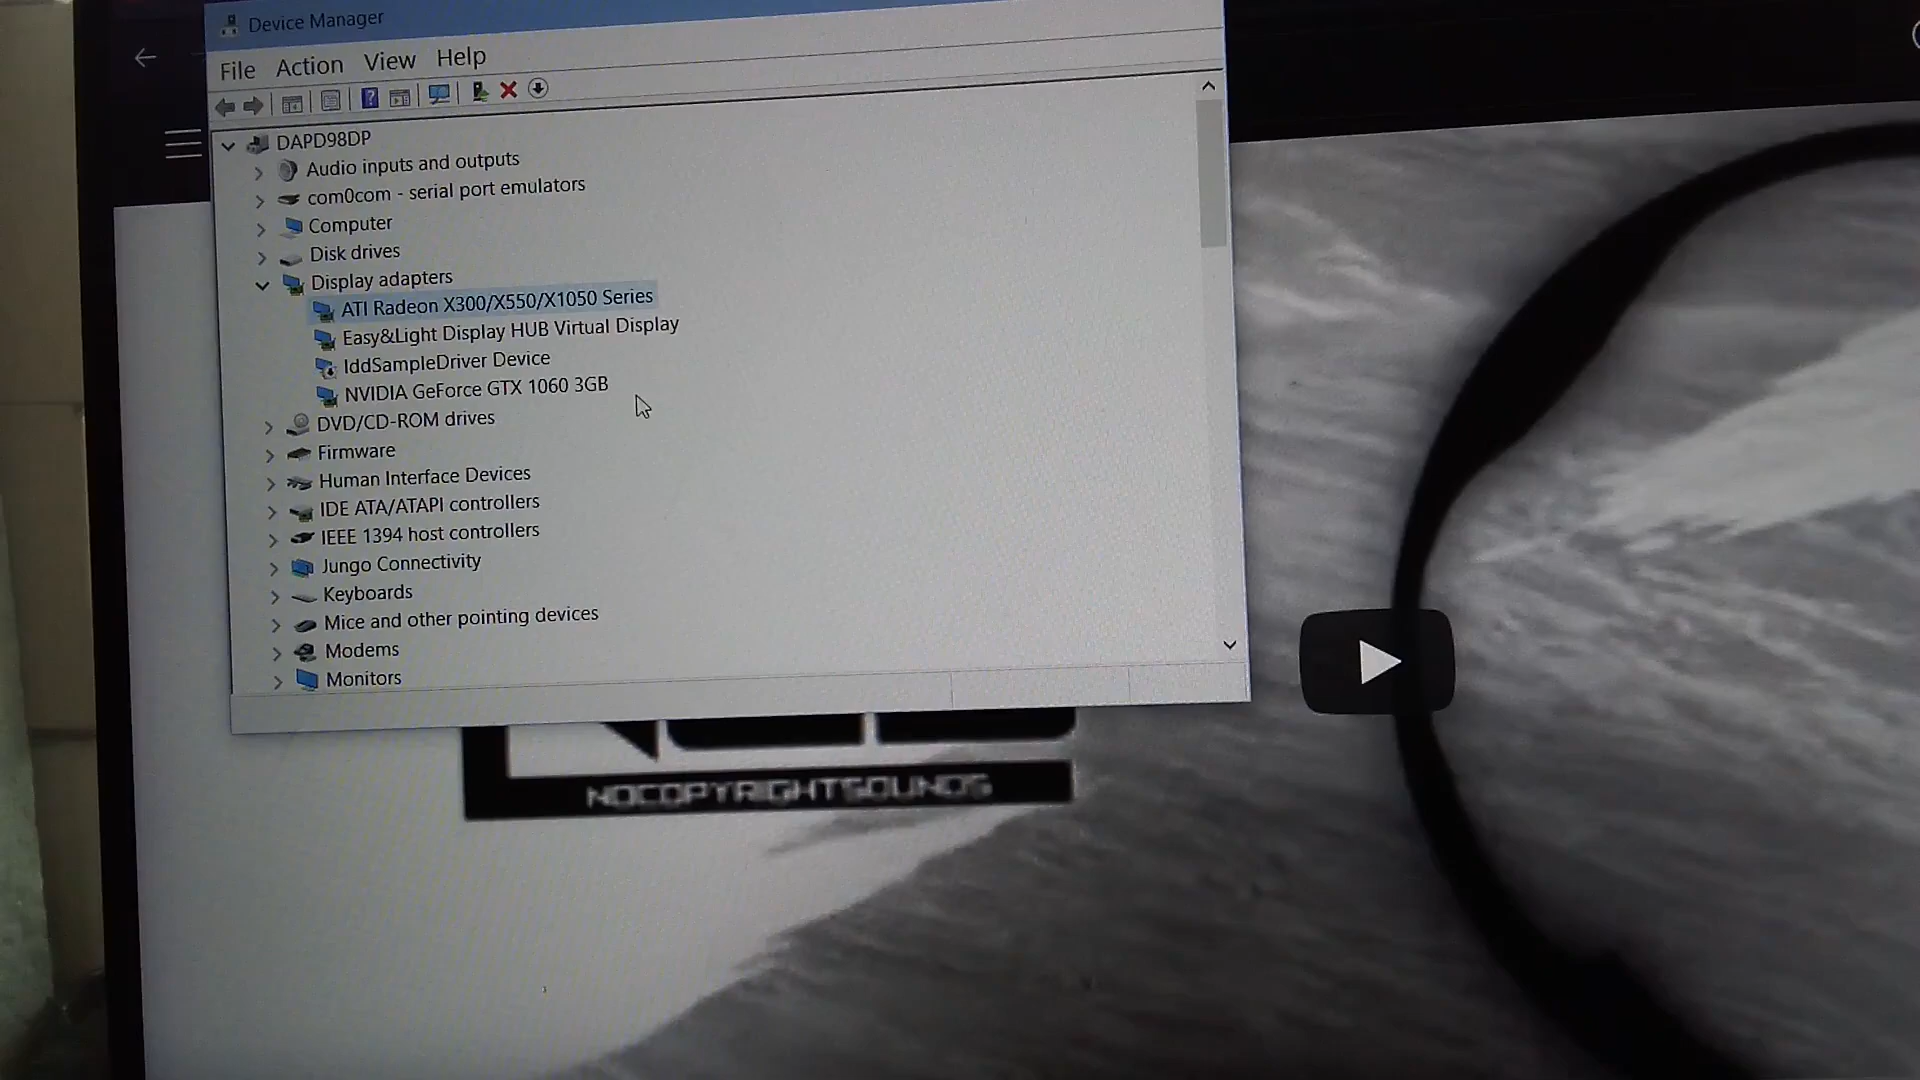 Device Manager
File Action View Help
DAPD98DP
Audio inputs and outputs
com0com - serial port emulators
Computer
Disk drives
Display adapters
ATI Radeon X300/X550/X1050 Series
Easy&Light Display HUB Virtual Display
IddSampleDriver Device
NVIDIA GeForce GTX 1060 3GB
DVD/CD-ROM drives
Firmware
Human Interface Devices
IDE ATA/ATAPI controllers
IEEE 1394 host controllers
Jungo Connectivity
Keyboards
Mice and other pointing devices
Modems
Monitors
NOCOPYRIGHTSOUNDS